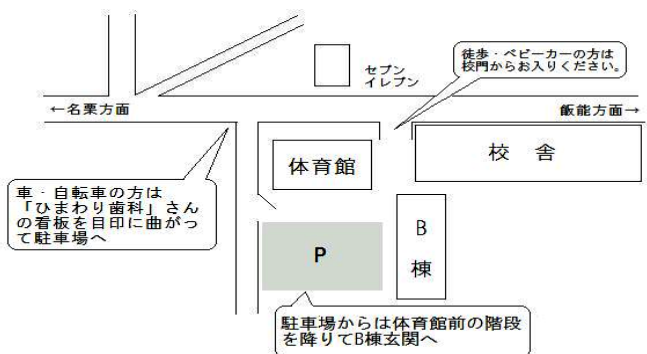 セブン
イレブン
徒歩・ベビーカーの方は
校門からお入りください。
←名栗方面
飯能方面→
体育館
校 舎
車・自転車の方は
「ひまわり歯科」さん
の看板を目印に曲がっ
て駐車場へ
P
B
棟
駐車場からは体育館前の階段
を降りてB棟玄関へ